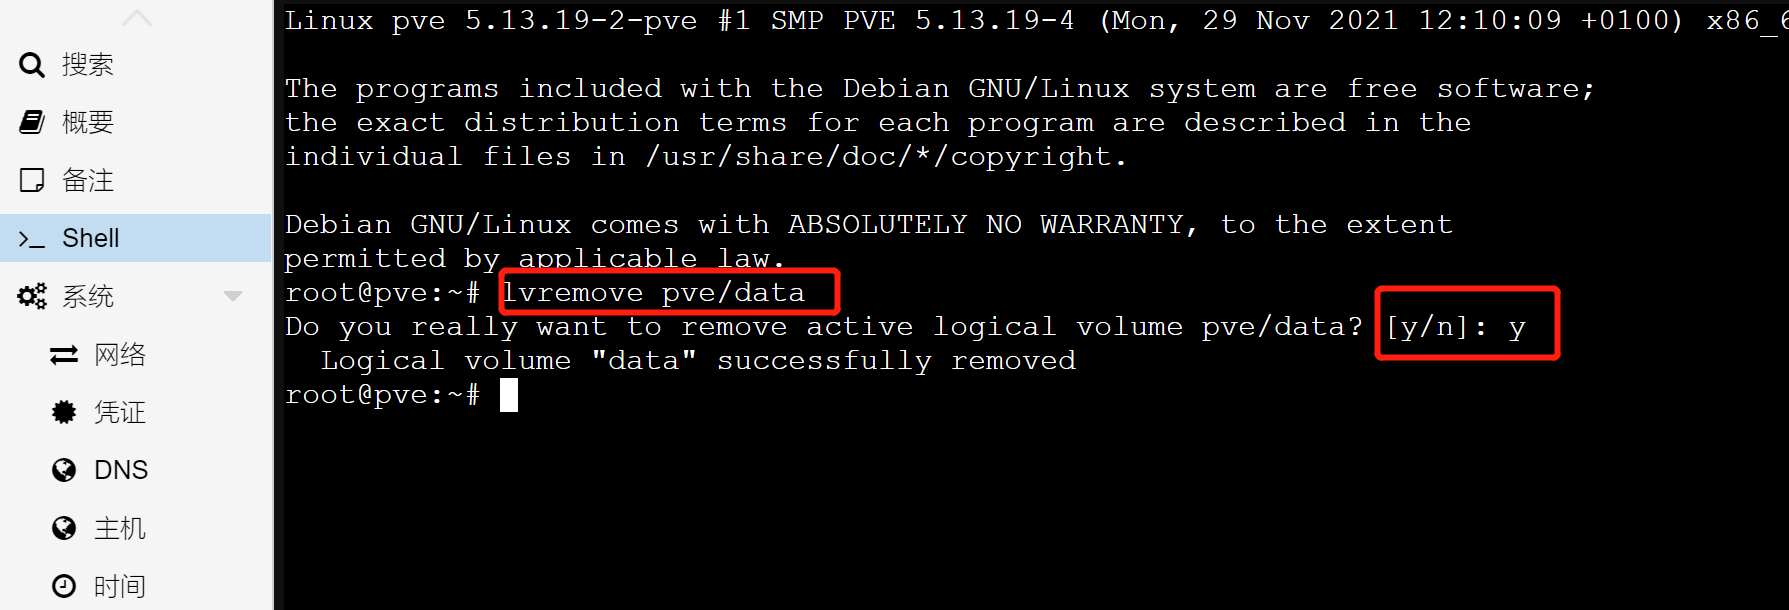 搜索
概要
备注
Shell
系统
网络
凭证
DNS
主机
时间
Linux pve 5.13.19-2-pve #1 SMP PVE 5.13.19-4 (Mon, 29 Nov 2021 12:10:09 +0100) x86_6
The programs included with the Debian GNU/Linux system are free software;
the exact distribution terms for each program are described in the
individual files in /usr/share/doc/*/copyright.
Debian GNU/Linux comes with ABSOLUTELY NO WARRANTY, to the extent
permitted by applicable law.
root@pve:~# lvremove pve/data
Do you really want to remove active logical volume pve/data? [y/n]: y
Logical volume "data" successfully removed
root@pve:~#